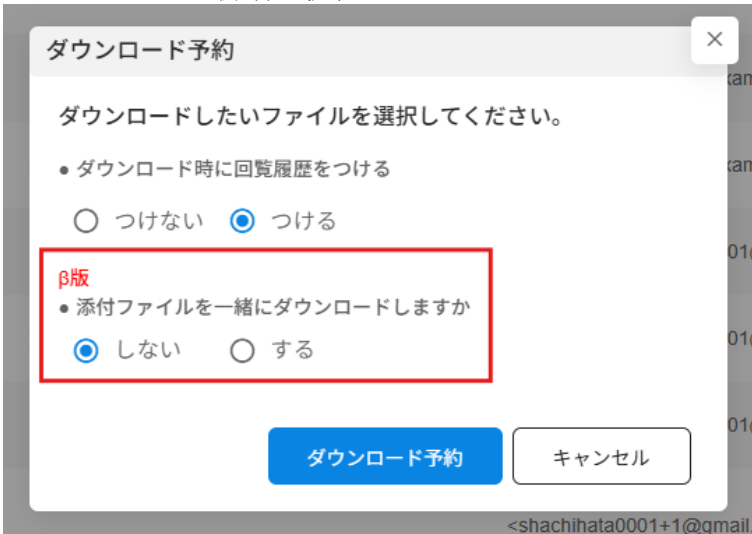 ダウンロード予約
ダウンロードしたいファイルを選択してください。
● ダウンロード時に回覧履歴をつける
つけない つける
β版
● 添付ファイルを一緒にダウンロードしますか
しない する
ダウンロード予約 キャンセル
<shachihata0001+1@gmail.